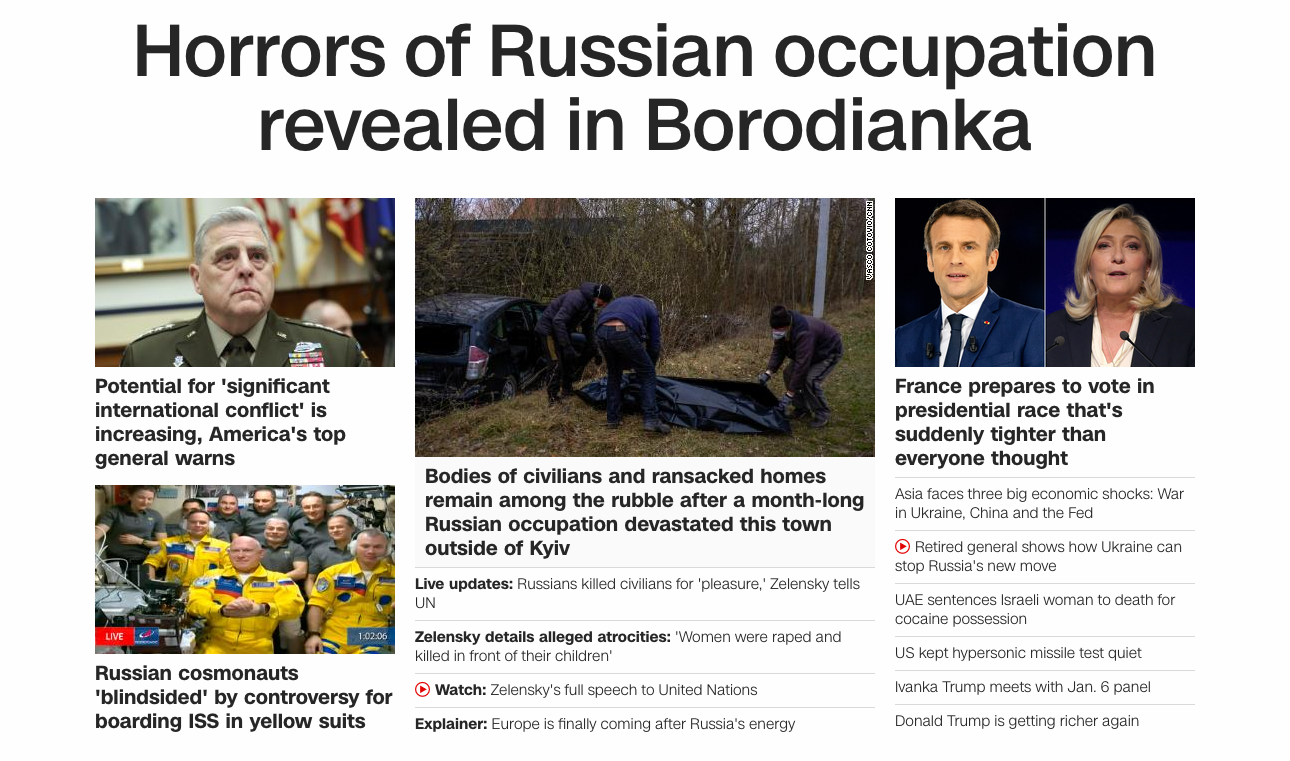 Horrors of Russian occupation
revealed in Borodianka
Potential for 'significant
international conflict' is
increasing, America's top
general warns
LIVE
1:02:06
Russian cosmonauts
'blindsided' by controversy for
boarding ISS in yellow suits
VASCO COTOVIO/CNN
Bodies of civilians and ransacked homes
remain among the rubble after a month-long
Russian occupation devastated this town
outside of Kyiv
Live updates: Russians killed civilians for 'pleasure,' Zelensky tells
UN
Zelensky details alleged atrocities: 'Women were raped and
killed in front of their children'
Watch: Zelensky's full speech to United Nations
Explainer: Europe is finally coming after Russia's energy
France prepares to vote in
presidential race that's
suddenly tighter than
everyone thought
Asia faces three big economic shocks: War
in Ukraine, China and the Fed
Retired general shows how Ukraine can
stop Russia's new move
UAE sentences Israeli woman to death for
cocaine possession
US kept hypersonic missile test quiet
Ivanka Trump meets with Jan. 6 panel
Donald Trump is getting richer again